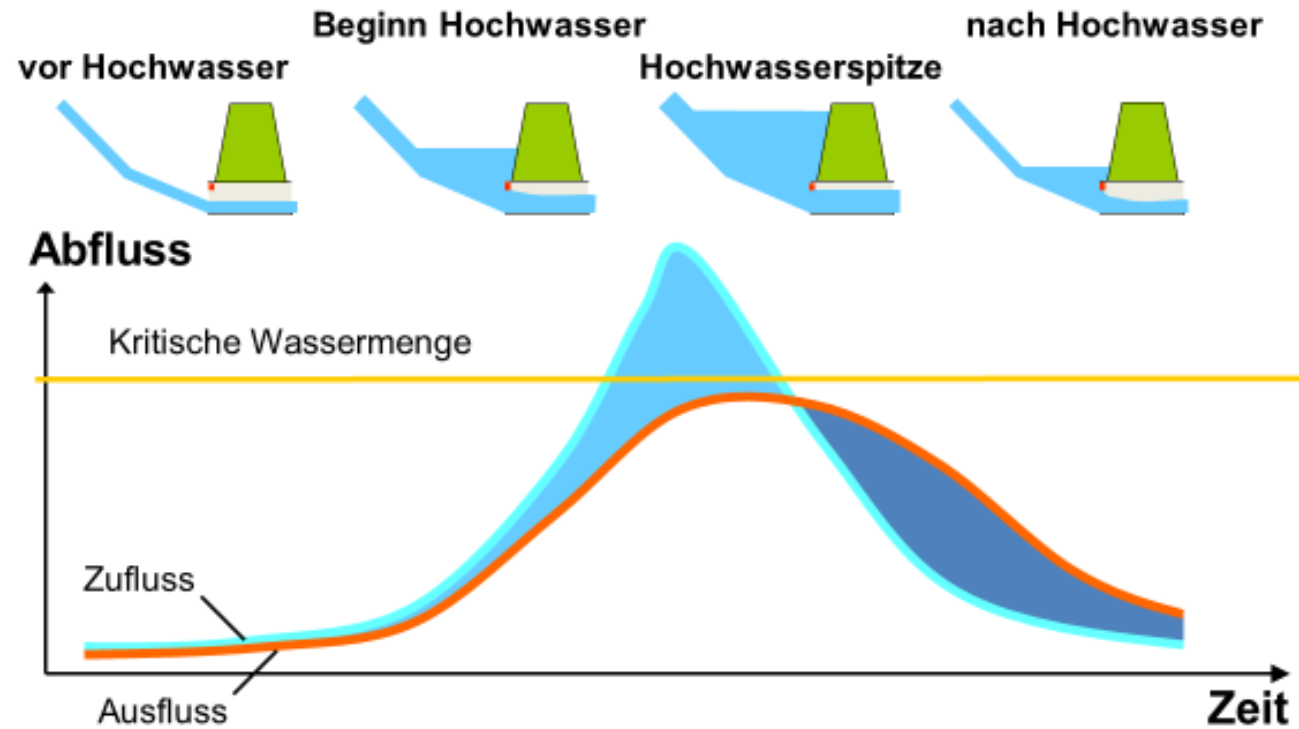 Beginn Hochwasser
nach Hochwasser
vor Hochwasser
Hochwasserspitze
Abfluss
Kritische Wassermenge
Zufluss
Ausfluss
Zeit